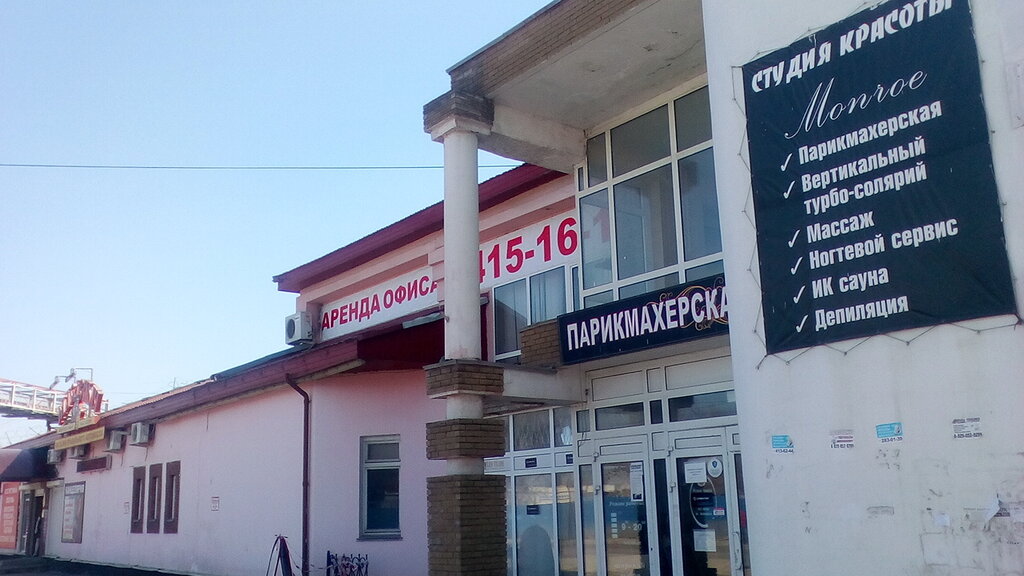 СТУДИЯ КРАСОТЫ
Monroe
✓ Парикмахерская
✓ Вертикальный
турбо-солярий
✓ Массаж
✓ Ногтевой сервис
✓ ИК сауна
✓ Депиляция
АРЕНДА ОФИСА
415-16
ПАРИКМАХЕРСКА